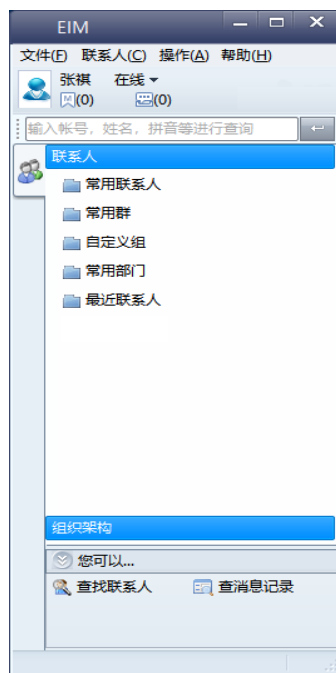 EIM
文件(F) 联系人(C) 操作(A) 帮助(H)
张祺 在线
(0) (0)
输入帐号，姓名，拼音等进行查询
联系人
常用联系人
常用群
自定义组
常用部门
最近联系人
组织架构
您可以...
查找联系人 查消息记录